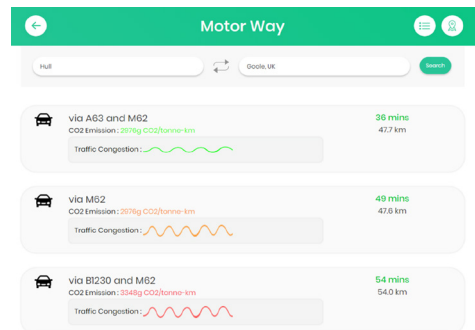 Motor Way
Hull
Goole, UK
Search
via A63 and M62
36 mins
CO2 Emission : 2976g CO2/tonne-km
47.7 km
Traffic Congestion :
via M62
49 mins
CO2 Emission : 2976g CO2/tonne-km
47.6 km
Traffic Congestion :
via B1230 and M62
54 mins
CO2 Emission : 3348g CO2/tonne-km
54.0 km
Traffic Congestion :